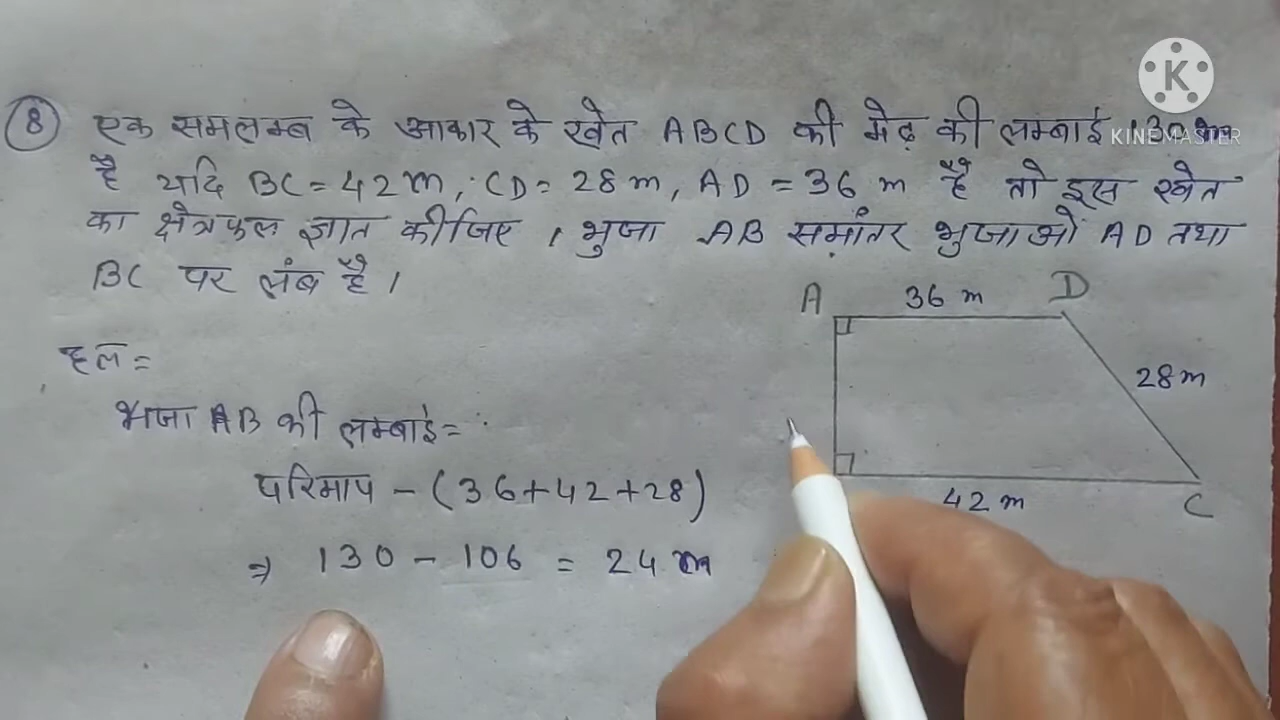 8 एक समलम्ब के आकार के खेत ABCD की मेढ़ की लम्बाई 130 m
है यदि BC = 42 m, CD = 28 m, AD = 36 m है तो इस खेत
का क्षेत्रफल ज्ञात कीजिए, भुजा AB समांतर भुजाओं AD तथा
BC पर लंब है।
हल =
भुजा AB की लम्बाई =
परिमाप - (36+42+28)
⇒ 130 - 106 = 24 m
A 36 m D
28 m
42 m C
K
KINEMASTER